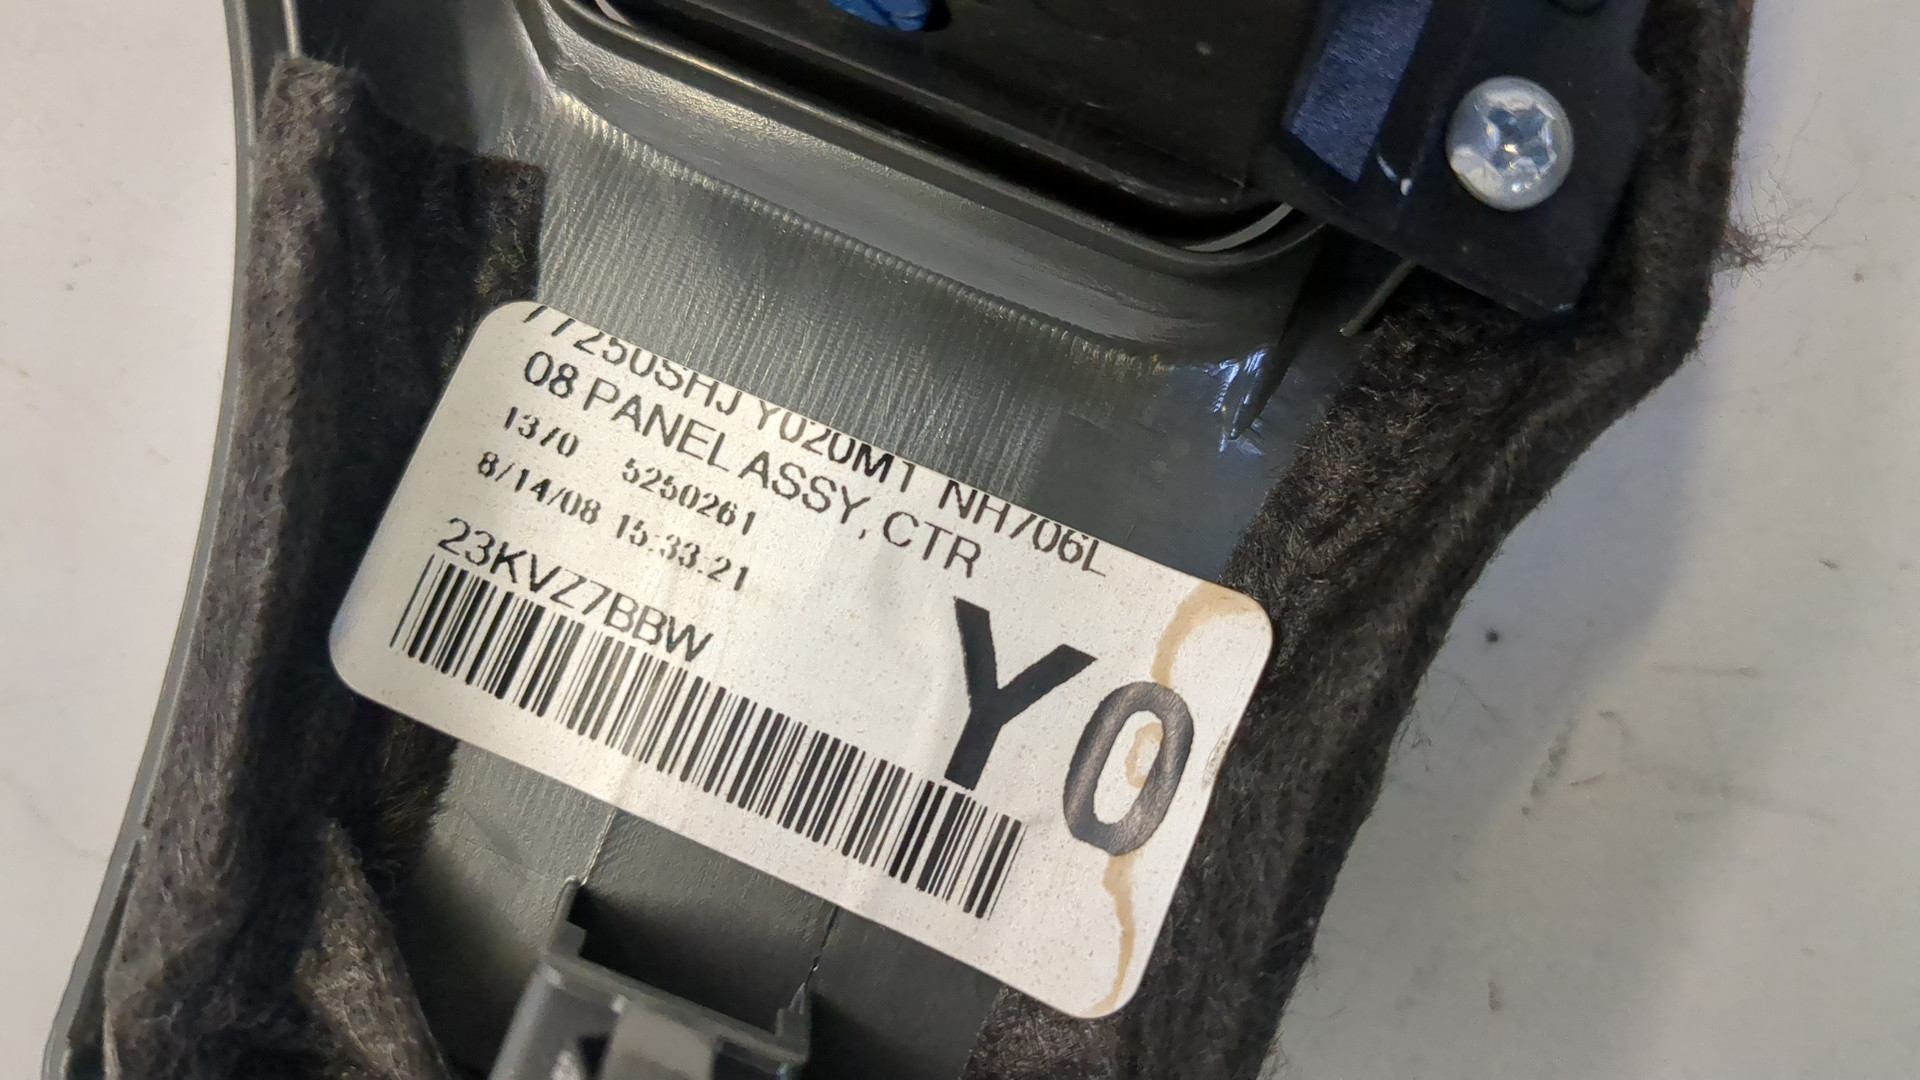 77250SHJ Y020M1 NH706L
08 PANEL ASSY, CTR
1370 5250261
8/14/08 15:33:21
23KVZ7BBW
Y0